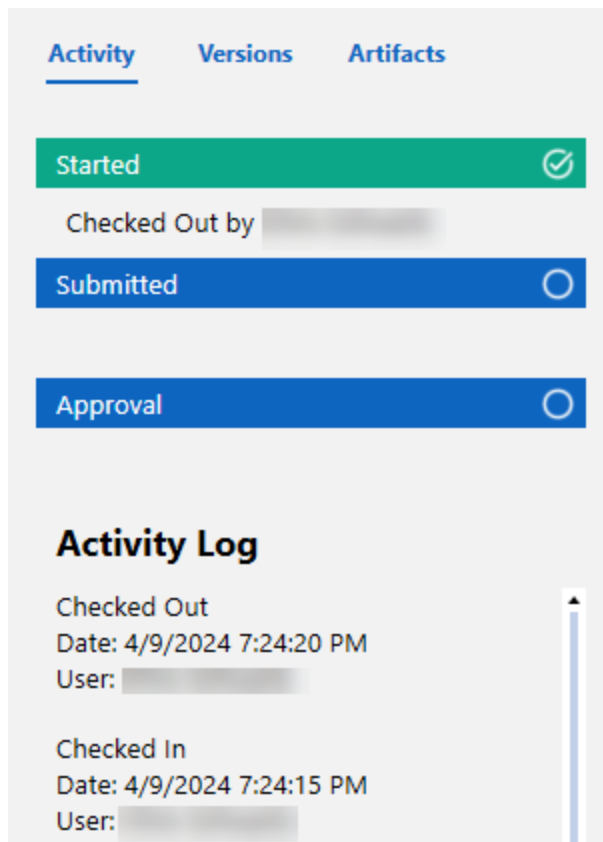 Activity Versions Artifacts
Started
Checked Out by
Submitted
Approval
Activity Log
Checked Out
Date: 4/9/2024 7:24:20 PM
User:
Checked In
Date: 4/9/2024 7:24:15 PM
User: